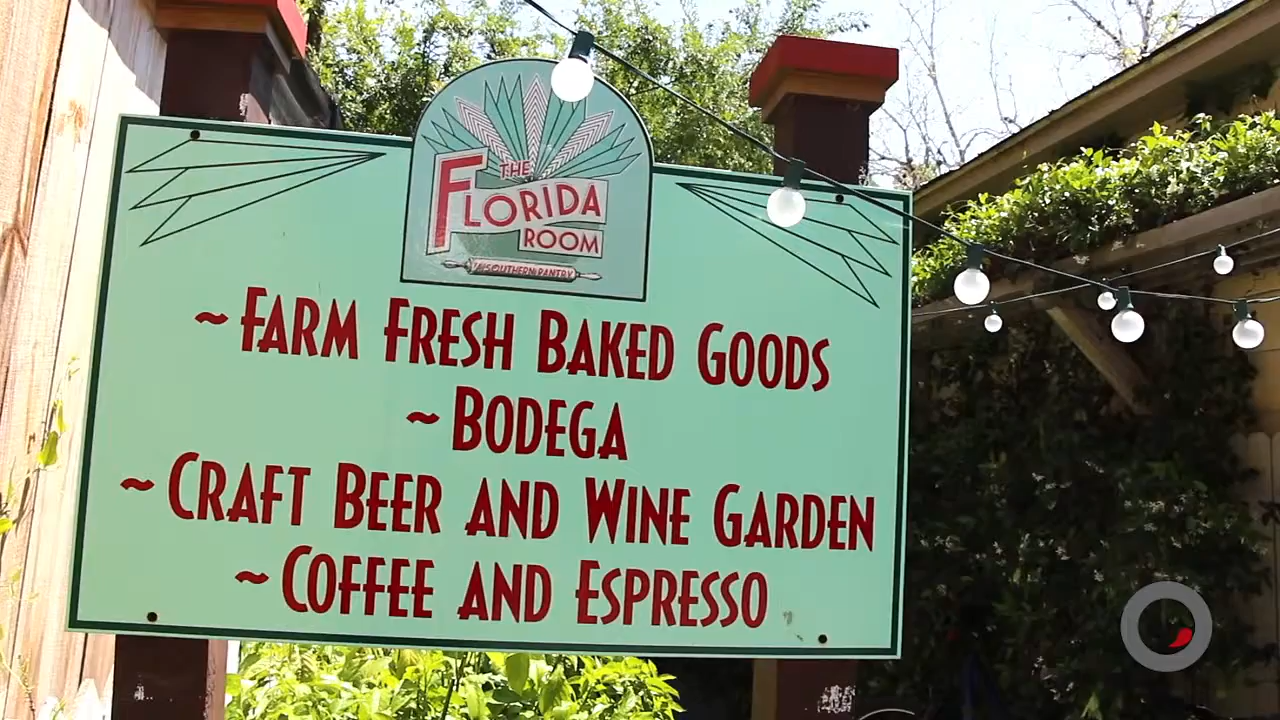 THE
FLORIDA
ROOM
A SOUTHERN PANTRY
~FARM FRESH BAKED GOODS
~BODEGA
~CRAFT BEER AND WINE GARDEN
~COFFEE AND ESPRESSO